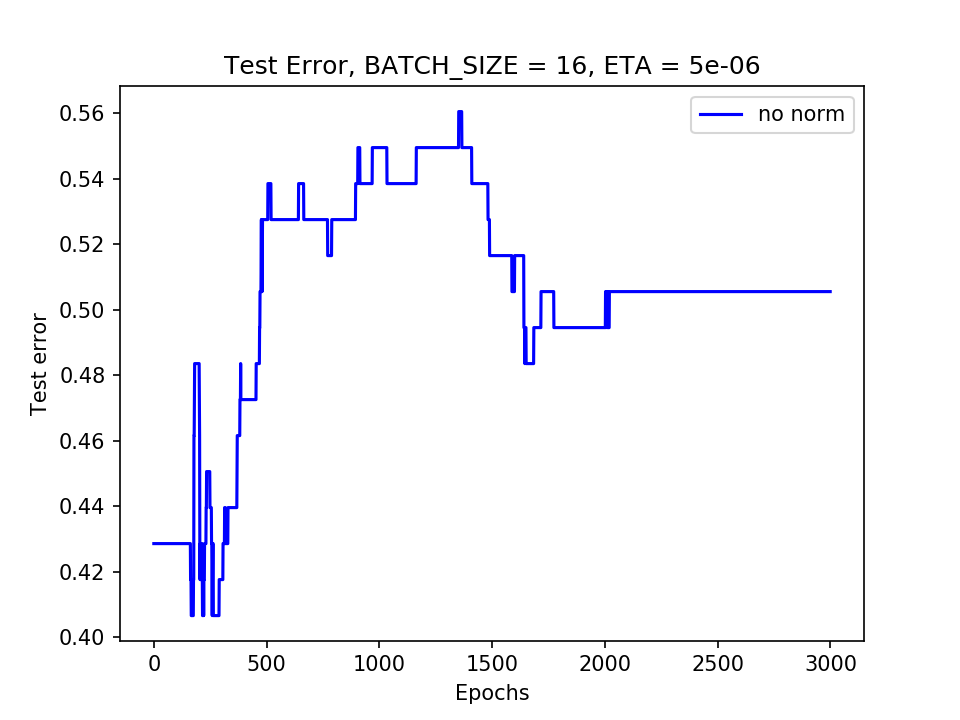 Test Error, BATCH_SIZE = 16, ETA = 5e-06
no norm
Test error
0.56
0.54
0.52
0.50
0.48
0.46
0.44
0.42
0.40
0 500 1000 1500 2000 2500 3000
Epochs